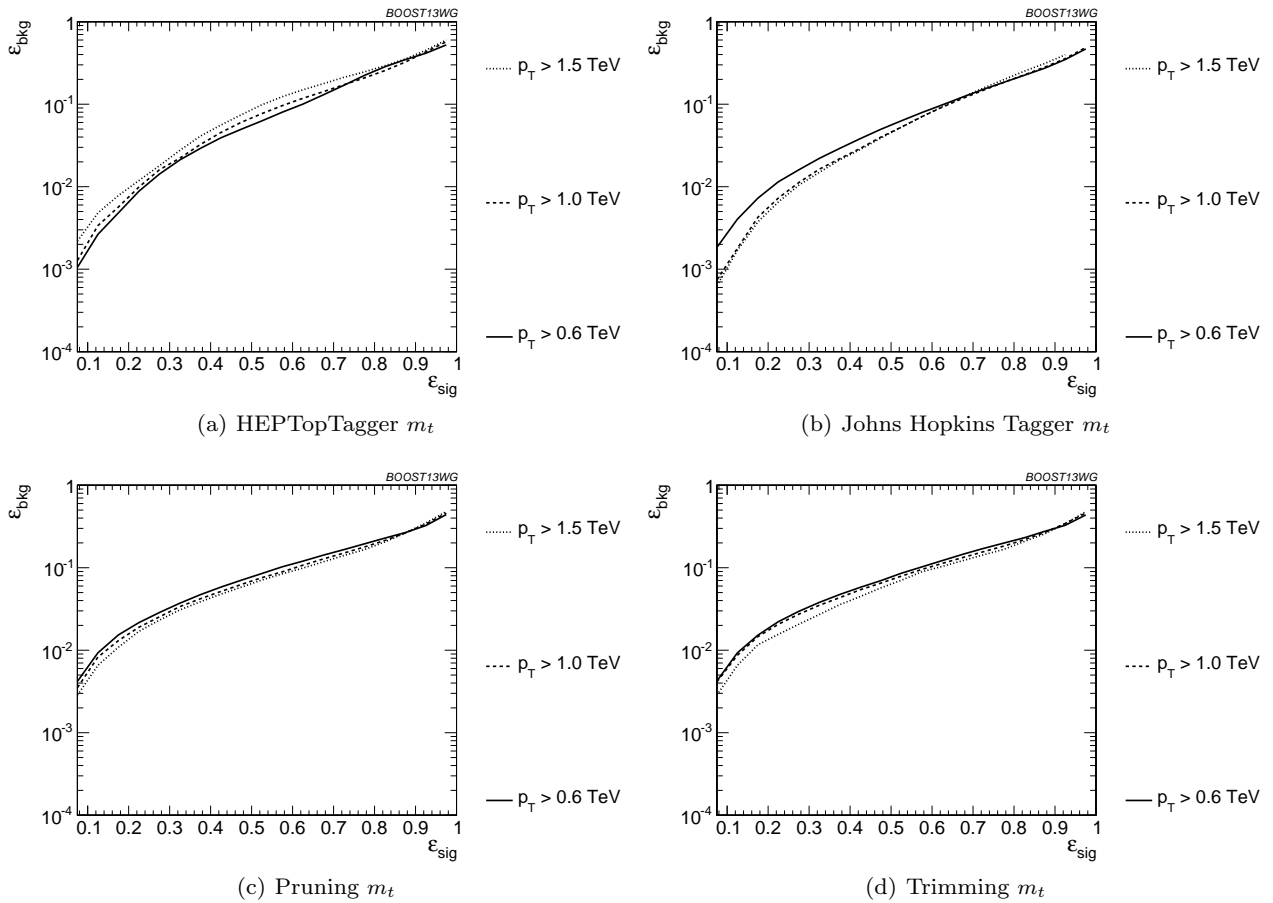 BOOST13WG
BOOST13WG
ε_bkg
1
10^-1
10^-2
10^-3
10^-4
0.1 0.2 0.3 0.4 0.5 0.6 0.7 0.8 0.9 1
ε_sig
p_T > 1.5 TeV
p_T > 1.0 TeV
p_T > 0.6 TeV
(a) HEPTopTagger m_t
ε_bkg
1
10^-1
10^-2
10^-3
10^-4
0.1 0.2 0.3 0.4 0.5 0.6 0.7 0.8 0.9 1
ε_sig
p_T > 1.5 TeV
p_T > 1.0 TeV
p_T > 0.6 TeV
(b) Johns Hopkins Tagger m_t
BOOST13WG
BOOST13WG
ε_bkg
1
10^-1
10^-2
10^-3
10^-4
0.1 0.2 0.3 0.4 0.5 0.6 0.7 0.8 0.9 1
ε_sig
p_T > 1.5 TeV
p_T > 1.0 TeV
p_T > 0.6 TeV
(c) Pruning m_t
ε_bkg
1
10^-1
10^-2
10^-3
10^-4
0.1 0.2 0.3 0.4 0.5 0.6 0.7 0.8 0.9 1
ε_sig
p_T > 1.5 TeV
p_T > 1.0 TeV
p_T > 0.6 TeV
(d) Trimming m_t